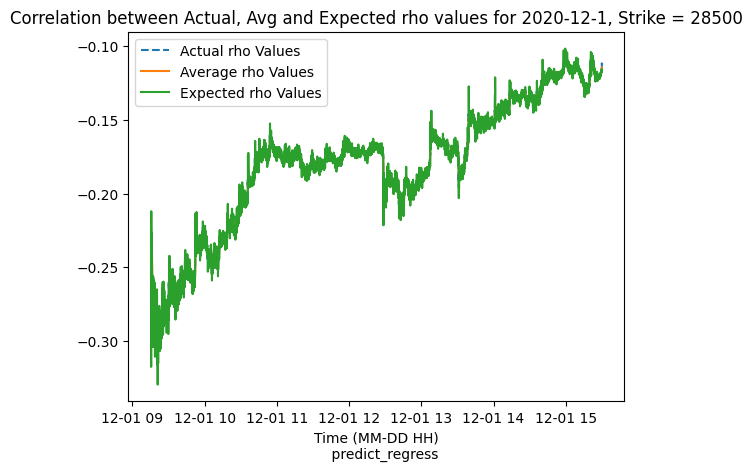 Correlation between Actual, Avg and Expected rho values for 2020-12-1, Strike = 28500
Actual rho Values
Average rho Values
Expected rho Values
−0.10
−0.15
−0.20
−0.25
−0.30
12-01 09 12-01 10 12-01 11 12-01 12 12-01 13 12-01 14 12-01 15
Time (MM-DD HH)
predict_regress